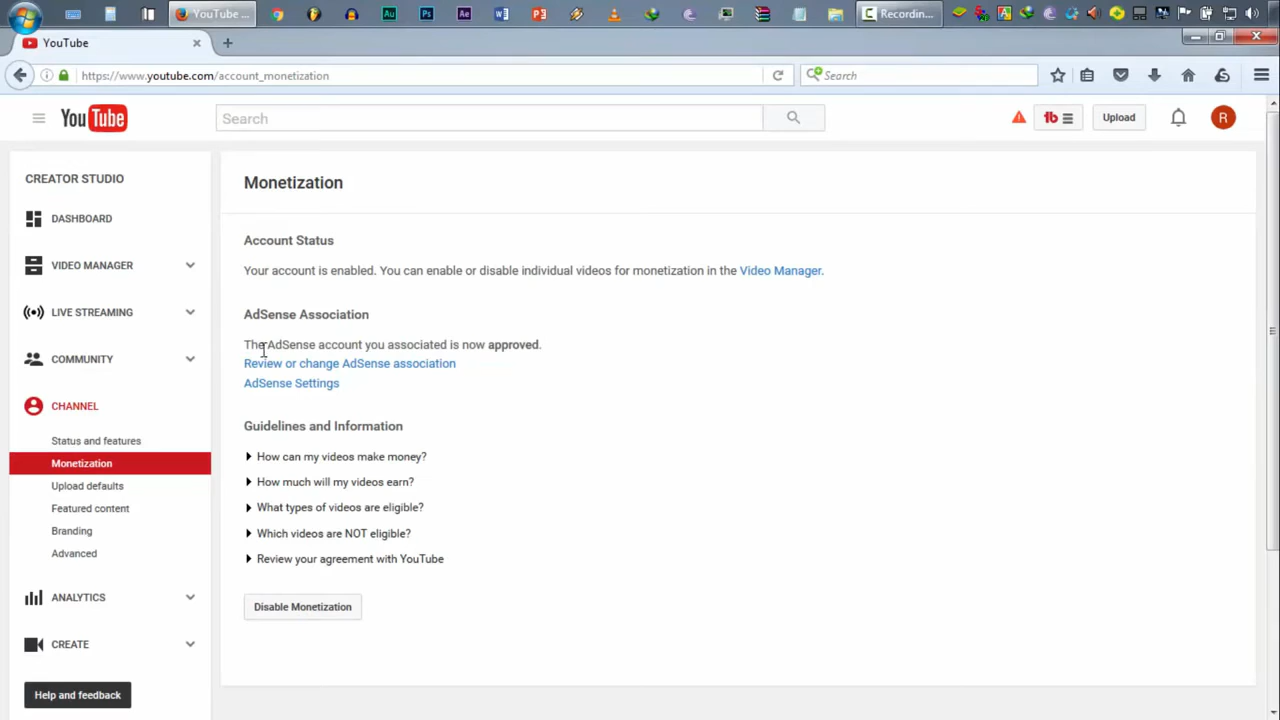 YouTube ...
Recordin...
YouTube
https://www.youtube.com/account_monetization
Search
YouTube
Search
Upload
R
CREATOR STUDIO
DASHBOARD
VIDEO MANAGER
LIVE STREAMING
COMMUNITY
CHANNEL
Status and features
Monetization
Upload defaults
Featured content
Branding
Advanced
ANALYTICS
CREATE
Help and feedback
Monetization
Account Status
Your account is enabled. You can enable or disable individual videos for monetization in the Video Manager.
AdSense Association
The AdSense account you associated is now approved.
Review or change AdSense association
AdSense Settings
Guidelines and Information
How can my videos make money?
How much will my videos earn?
What types of videos are eligible?
Which videos are NOT eligible?
Review your agreement with YouTube
Disable Monetization